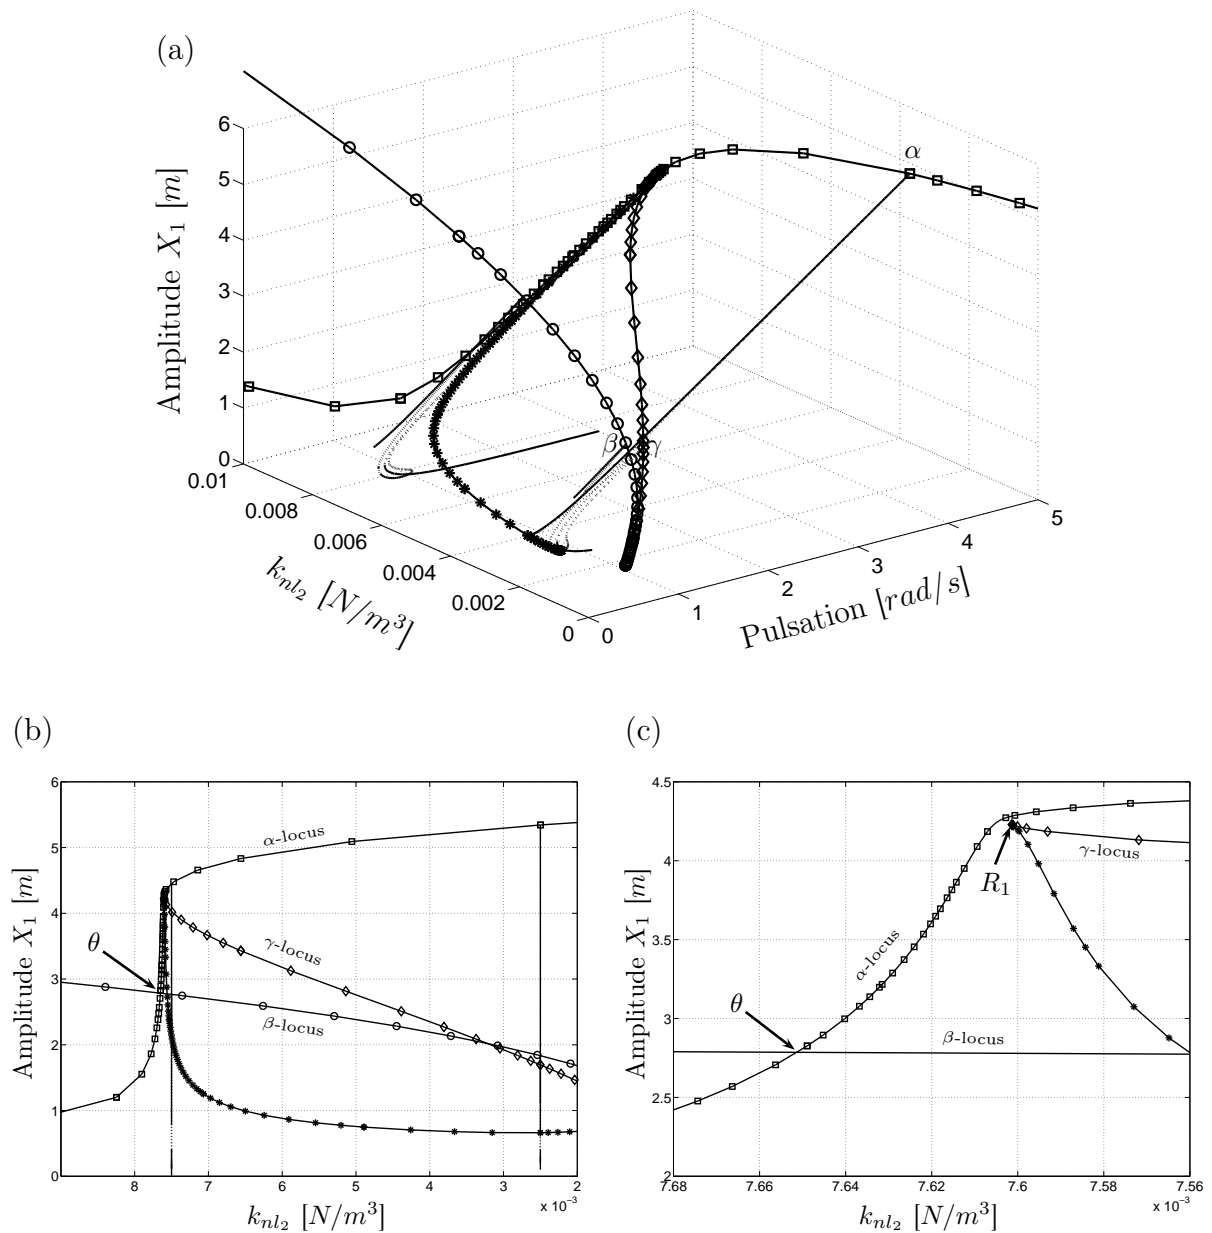 (a)
6
5
4
3
2
1
0
Amplitude X₁ [m]
0.01
0.008
0.006
0.004
0.002
0
k_{nl₂} [N/m³]
0
1
2
3
4
5
Pulsation [rad/s]
α
β
γ
(b)
6
5
4
3
2
1
0
Amplitude X₁ [m]
α-locus
γ-locus
β-locus
θ
8 7 6 5 4 3 2
x 10⁻³
k_{nl₂} [N/m³]
(c)
4.5
4
3.5
3
2.5
2
Amplitude X₁ [m]
γ-locus
R₁
α-locus
θ
β-locus
7.68 7.66 7.64 7.62 7.6 7.58 7.56
x 10⁻³
k_{nl₂} [N/m³]